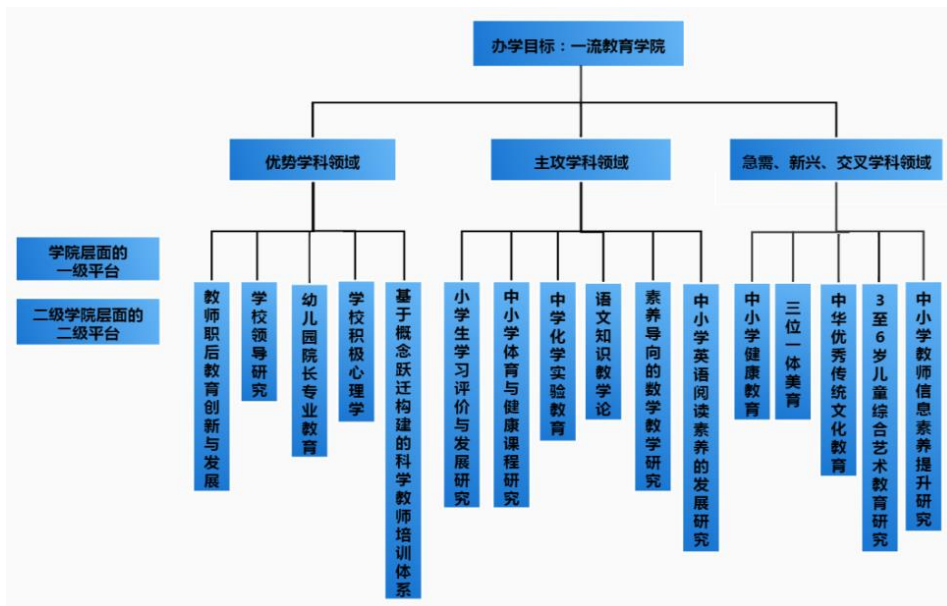 办学目标：一流教育学院
优势学科领域
主攻学科领域
急需、新兴、交叉学科领域
学院层面的
一级平台
二级学院层面的
二级平台
教师职后教育创新与发展
学校领导研究
幼儿园院长专业教育
学校积极心理学
基于概念跃迁构建的科学教师培训体系
小学生学习评价与发展研究
中小学体育与健康课程研究
中学化学实验教育
语文知识教学论
素养导向的数学教学研究
中小学英语阅读素养的发展研究
中小学健康教育
三位一体美育
中华优秀传统文化教育
3至6岁儿童综合艺术教育研究
中小学教师信息素养提升研究